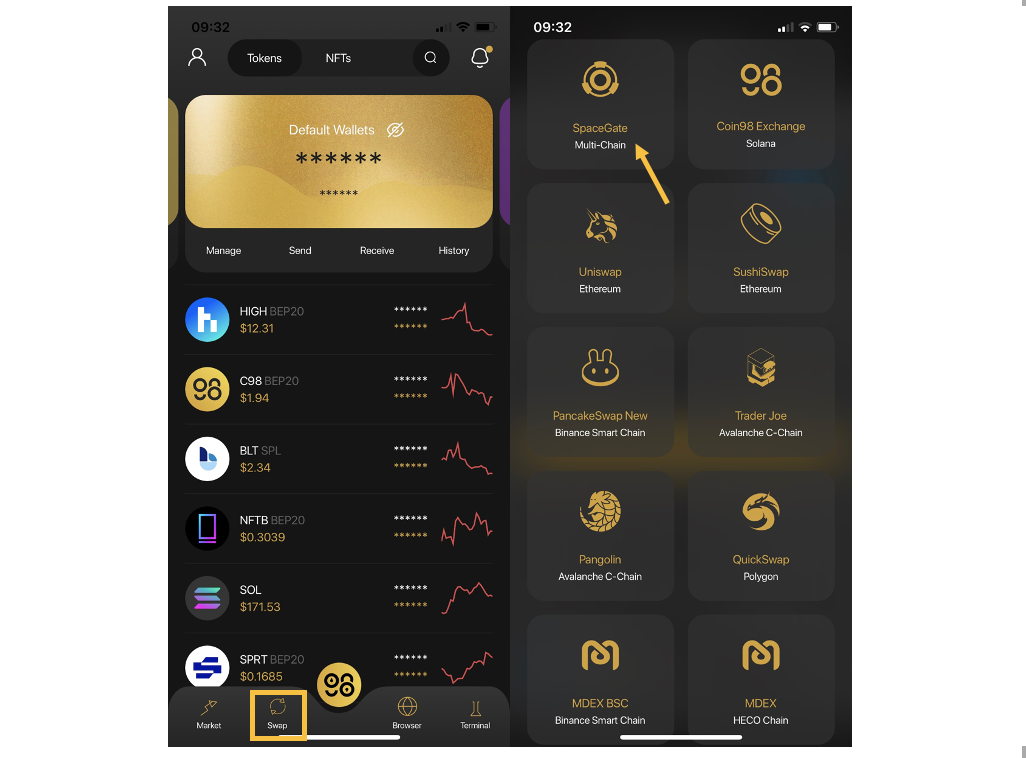 09:32
Tokens
NFTs
Default Wallets
******
******
Manage
Send
Receive
History
HIGH BEP20
$12.31
******
******
C98 BEP20
$1.94
******
******
BLT SPL
$2.34
******
******
NFTB BEP20
$0.3039
******
******
SOL
$171.53
******
******
SPRT BEP20
$0.1685
******
******
Market
Swap
Browser
Terminal
09:32
SpaceGate
Multi-Chain
Coin98 Exchange
Solana
Uniswap
Ethereum
SushiSwap
Ethereum
PancakeSwap New
Binance Smart Chain
Trader Joe
Avalanche C-Chain
Pangolin
Avalanche C-Chain
QuickSwap
Polygon
MDEX BSC
Binance Smart Chain
MDEX
HECO Chain